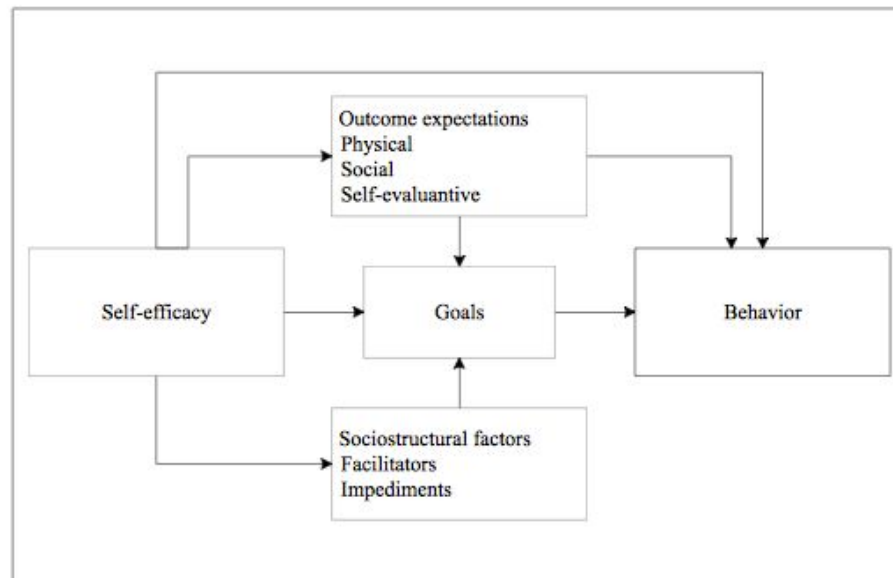 Outcome expectations
Physical
Social
Self-evaluantive
Self-efficacy
Goals
Behavior
Sociostructural factors
Facilitators
Impediments